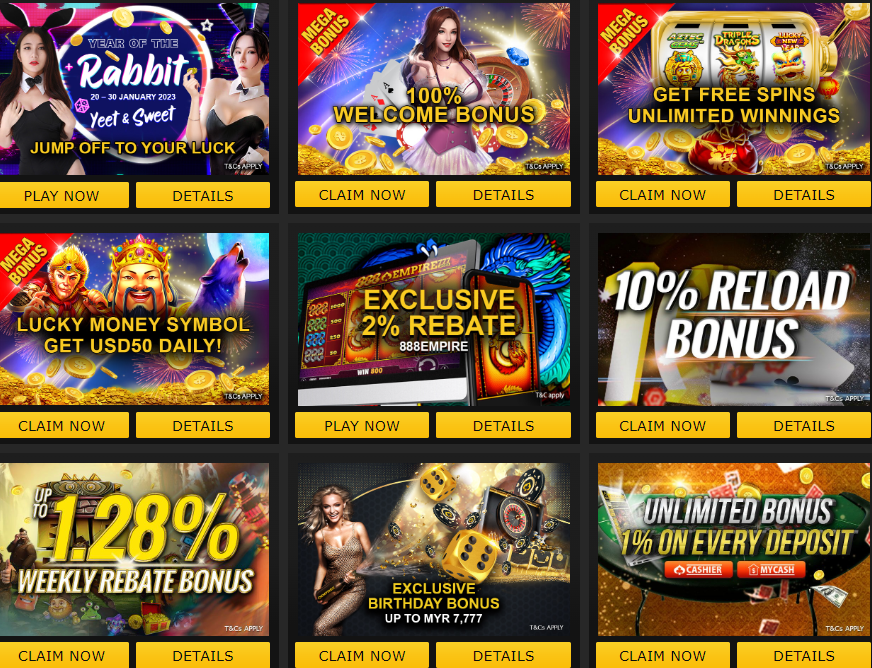 YEAR OF THE
Rabbit
20 – 30 JANUARY 2023
Yeet & Sweet
JUMP OFF TO YOUR LUCK
T&Cs APPLY
PLAY NOW
DETAILS
MEGA
BONUS
100%
WELCOME BONUS
T&Cs APPLY
CLAIM NOW
DETAILS
MEGA
BONUS
AZTEC
TRIPLE
DRAGONS
LUCKY
NEW
YEAR
GET FREE SPINS
UNLIMITED WINNINGS
T&Cs APPLY
CLAIM NOW
DETAILS
MEGA
BONUS
LUCKY MONEY SYMBOL
GET USD50 DAILY!
T&Cs APPLY
CLAIM NOW
DETAILS
EXCLUSIVE
2% REBATE
888EMPIRE
WIN 800
T&C apply
PLAY NOW
DETAILS
10% RELOAD
BONUS
T&Cs APPLY
CLAIM NOW
DETAILS
UP
TO
1.28%
WEEKLY REBATE BONUS
T&Cs APPLY
CLAIM NOW
DETAILS
EXCLUSIVE
BIRTHDAY BONUS
UP TO MYR 7,777
T&Cs APPLY
CLAIM NOW
DETAILS
UNLIMITED BONUS
1% ON EVERY DEPOSIT
CASHIER
MYCASH
T&Cs APPLY
CLAIM NOW
DETAILS